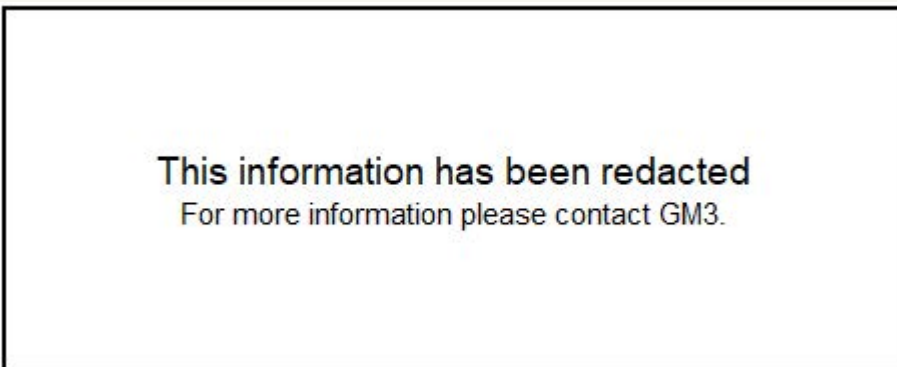 This information has been redacted
For more information please contact GM3.